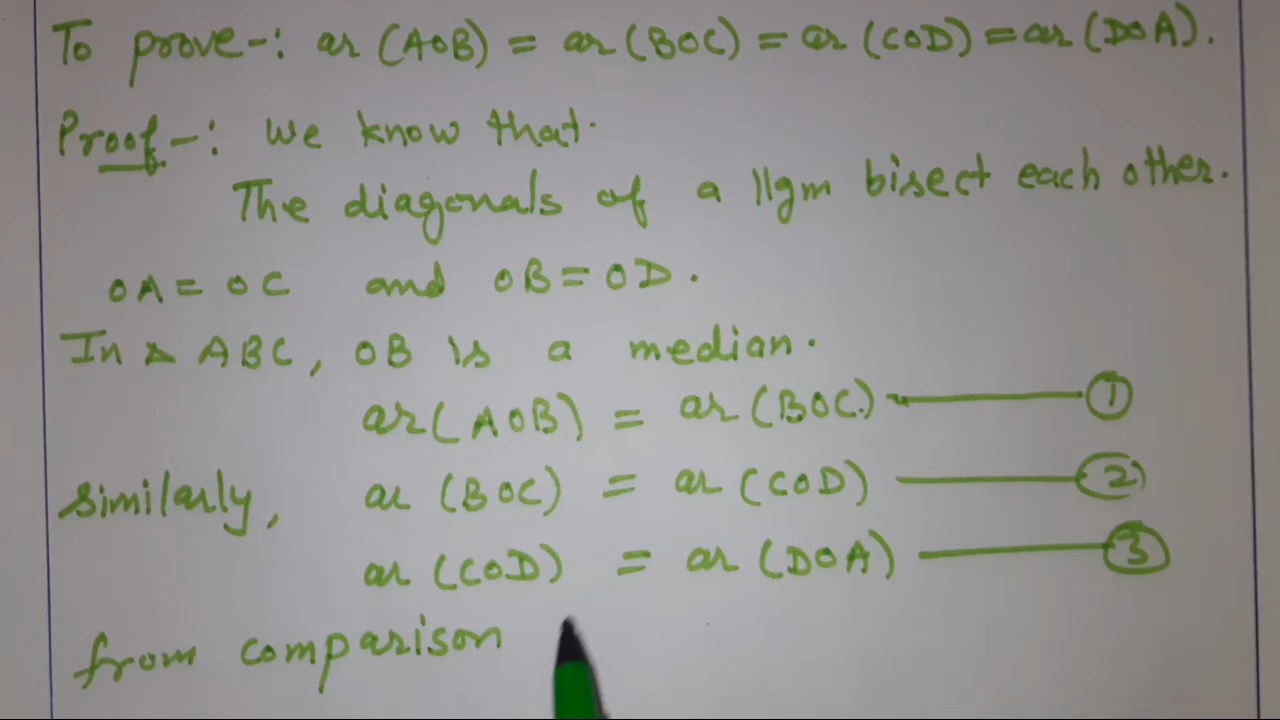 To prove-: ar (AOB) = ar (BOC) = ar (COD) = ar (DOA).
Proof-: We know that.
The diagonals of a ||gm bisect each other.
OA = OC and OB = OD.
In △ ABC, OB is a median.
ar(AOB) = ar(BOC) — ①
similarly, ar (BOC) = ar (COD) — ②
ar (COD) = ar (DOA) — ③
from comparison